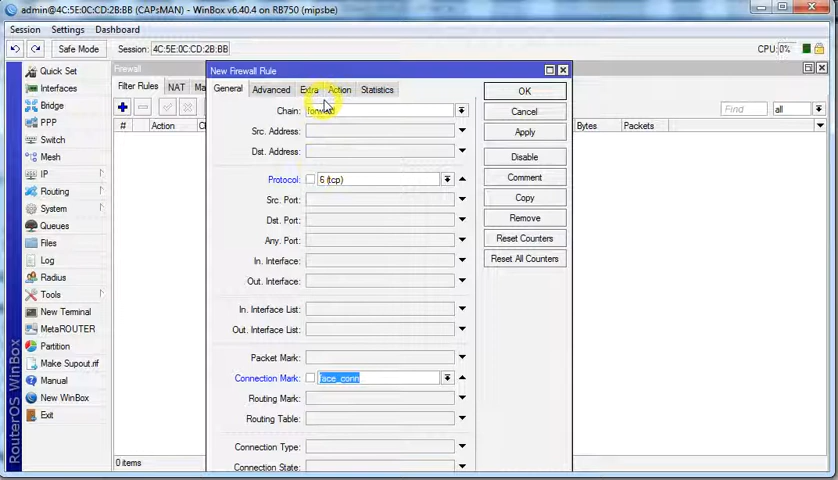 admin@4C:5E:0C:CD:2B:BB (CAPsMAN) - WinBox v6.40.4 on RB750 (mipsbe)
Session Settings Dashboard
Safe Mode Session: 4C:5E:0C:CD:2B:BB CPU: 0%
Quick Set
Interfaces
Bridge
PPP
Switch
Mesh
IP
Routing
System
Queues
Files
Log
Radius
Tools
New Terminal
MetaROUTER
Partition
Make Supout.rif
Manual
New WinBox
Exit
RouterOS WinBox
Firewall
Filter Rules NAT
Find all
# Action Bytes Packets
0 items
New Firewall Rule
General Advanced Extra Action Statistics
Chain: forward
Src. Address:
Dst. Address:
Protocol: 6 (tcp)
Src. Port:
Dst. Port:
Any. Port:
In. Interface:
Out. Interface:
In. Interface List:
Out. Interface List:
Packet Mark:
Connection Mark: face_conn
Routing Mark:
Routing Table:
Connection Type:
Connection State:
OK
Cancel
Apply
Disable
Comment
Copy
Remove
Reset Counters
Reset All Counters